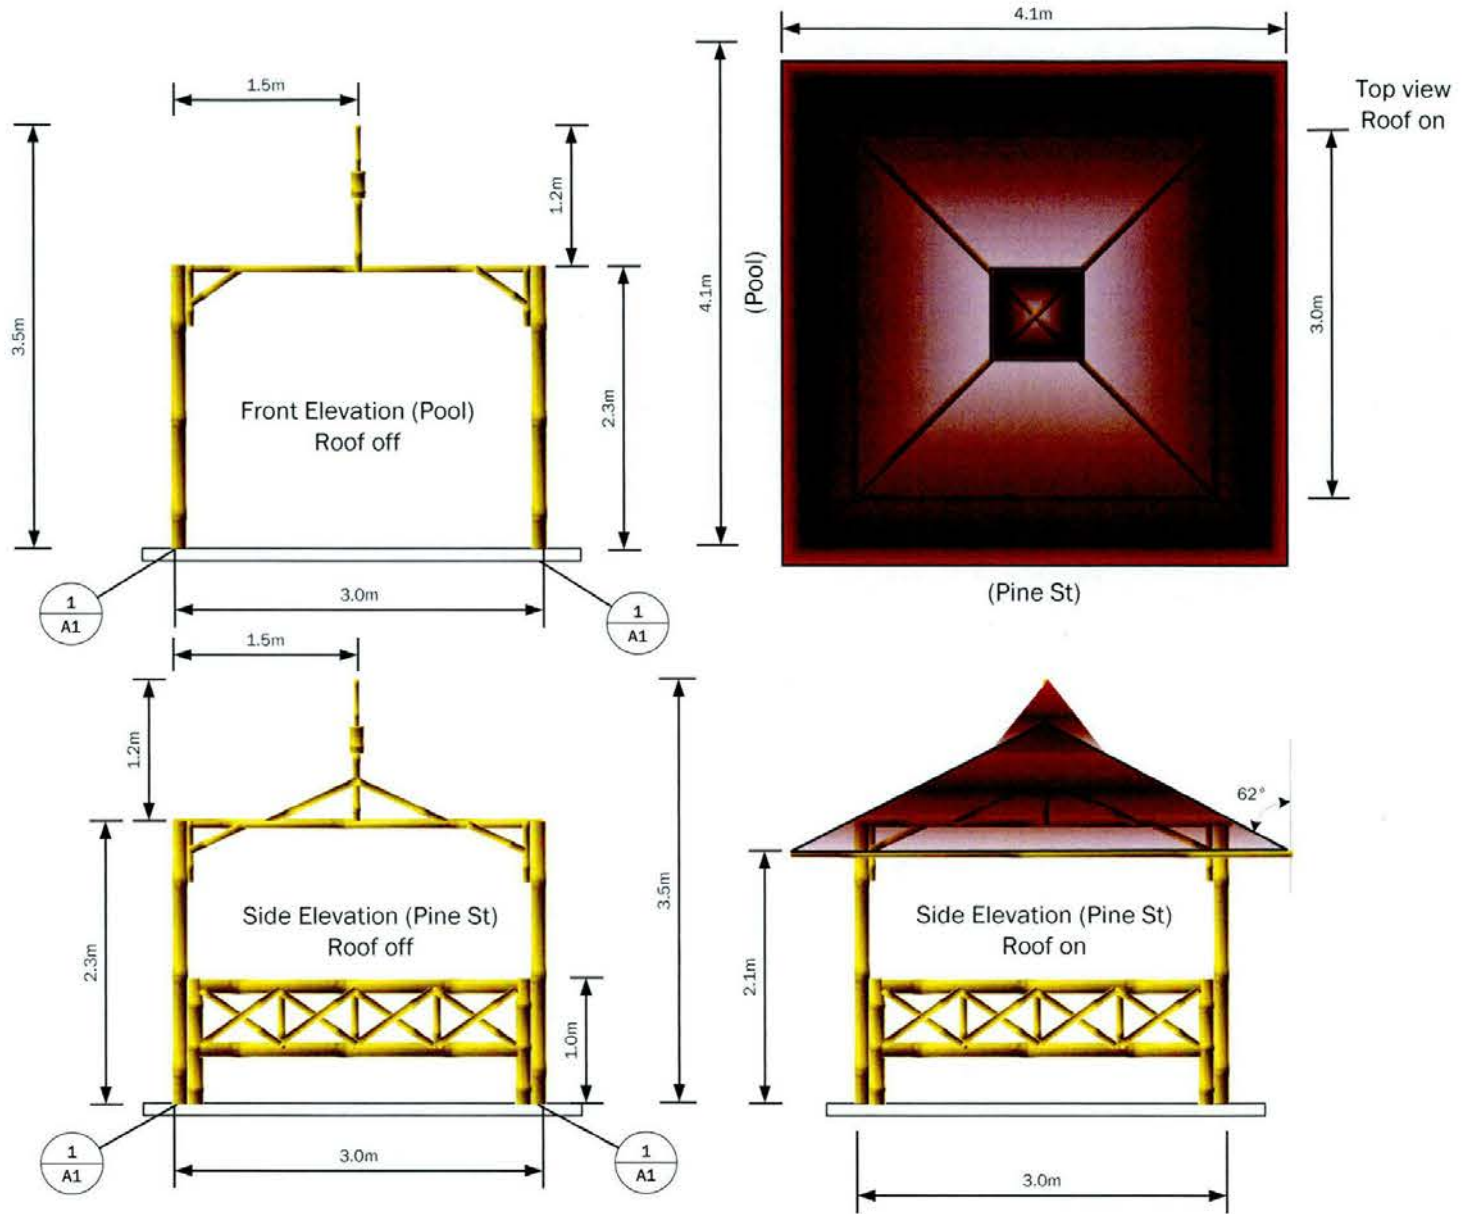 4.1m
1.5m
Top view
Roof on
1.2m
3.5m
4.1m
(Pool)
3.0m
Front Elevation (Pool)
Roof off
2.3m
(Pine St)
1
A1
3.0m
1
A1
1.5m
1.2m
3.5m
62°
Side Elevation (Pine St)
Roof off
2.3m
1.0m
Side Elevation (Pine St)
Roof on
2.1m
1
A1
3.0m
1
A1
3.0m